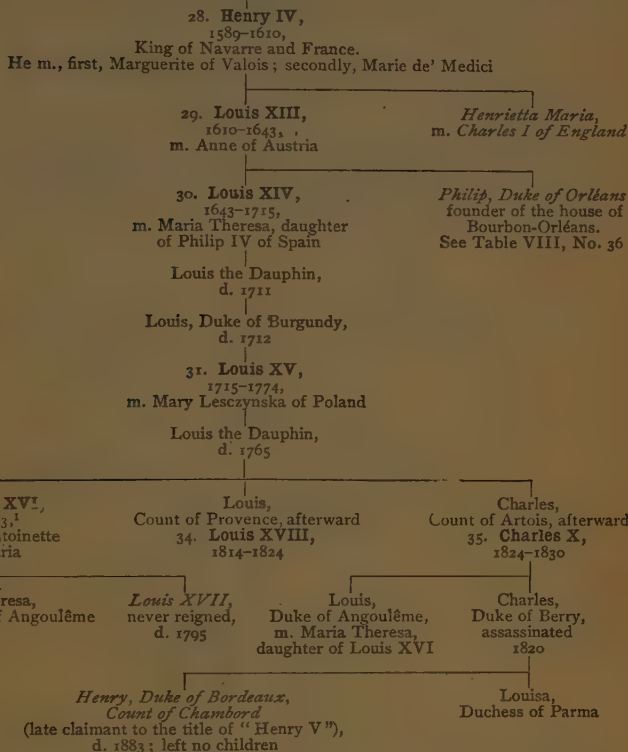 28. Henry IV,
1589–1610,
King of Navarre and France.
He m., first, Marguerite of Valois; secondly, Marie de' Medici
29. Louis XIII,
1610–1643,
m. Anne of Austria
Henrietta Maria,
m. Charles I of England
30. Louis XIV,
1643–1715,
m. Maria Theresa, daughter
of Philip IV of Spain
Philip, Duke of Orléans
founder of the house of
Bourbon-Orléans.
See Table VIII, No. 36
Louis the Dauphin,
d. 1711
Louis, Duke of Burgundy,
d. 1712
31. Louis XV,
1715–1774,
m. Mary Lesczynska of Poland
Louis the Dauphin,
d. 1765
XVI,
3,¹
toinette
ria
Louis,
Count of Provence, afterward
34. Louis XVIII,
1814–1824
Charles,
Count of Artois, afterward
35. Charles X,
1824–1830
resa,
f Angoulême
Louis XVII,
never reigned,
d. 1795
Louis,
Duke of Angoulême,
m. Maria Theresa,
daughter of Louis XVI
Charles,
Duke of Berry,
assassinated
1820
Henry, Duke of Bordeaux,
Count of Chambord
(late claimant to the title of "Henry V"),
d. 1883; left no children
Louisa,
Duchess of Parma